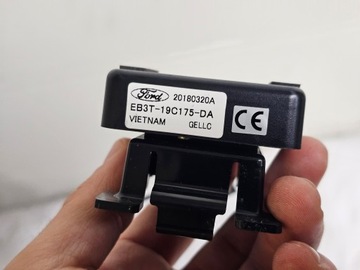 Ford 20180320A
EB3T-19C175-DA
VIETNAM GELLC
CE